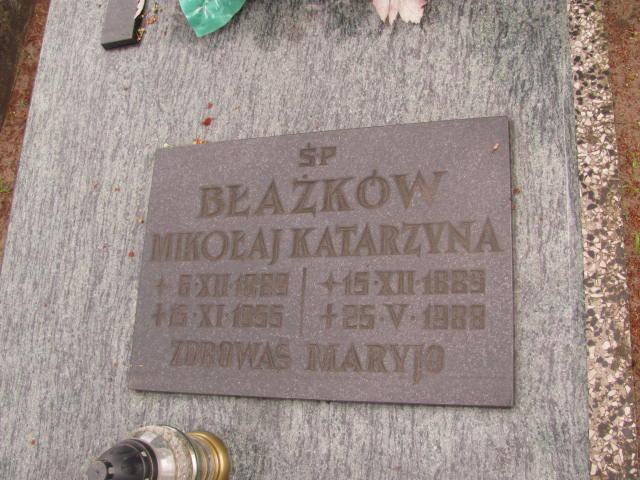 ŚP
BŁAŻKÓW
MIKOŁAJ KATARZYNA
+ 6·XII·1889 +15·XII·1889
+15·XI·1955 +25·V·1988
ZDROWAŚ MARYJO